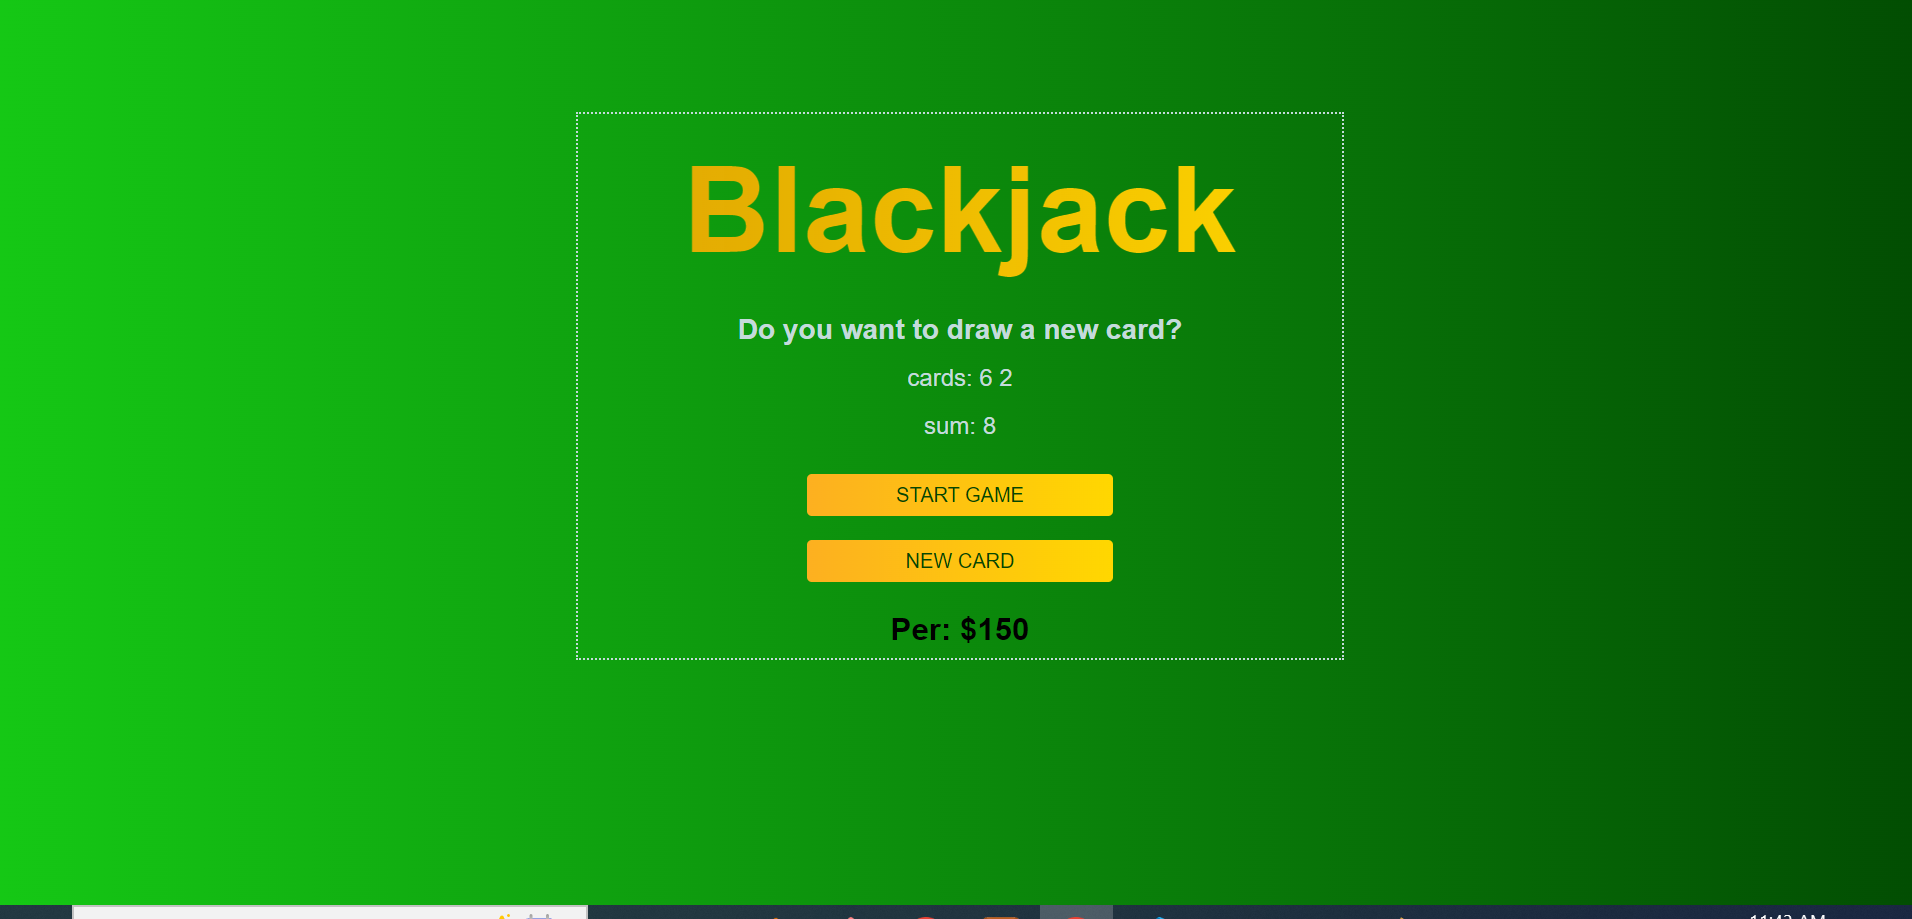 Blackjack
Do you want to draw a new card?
cards: 6 2
sum: 8
START GAME
NEW CARD
Per: $150